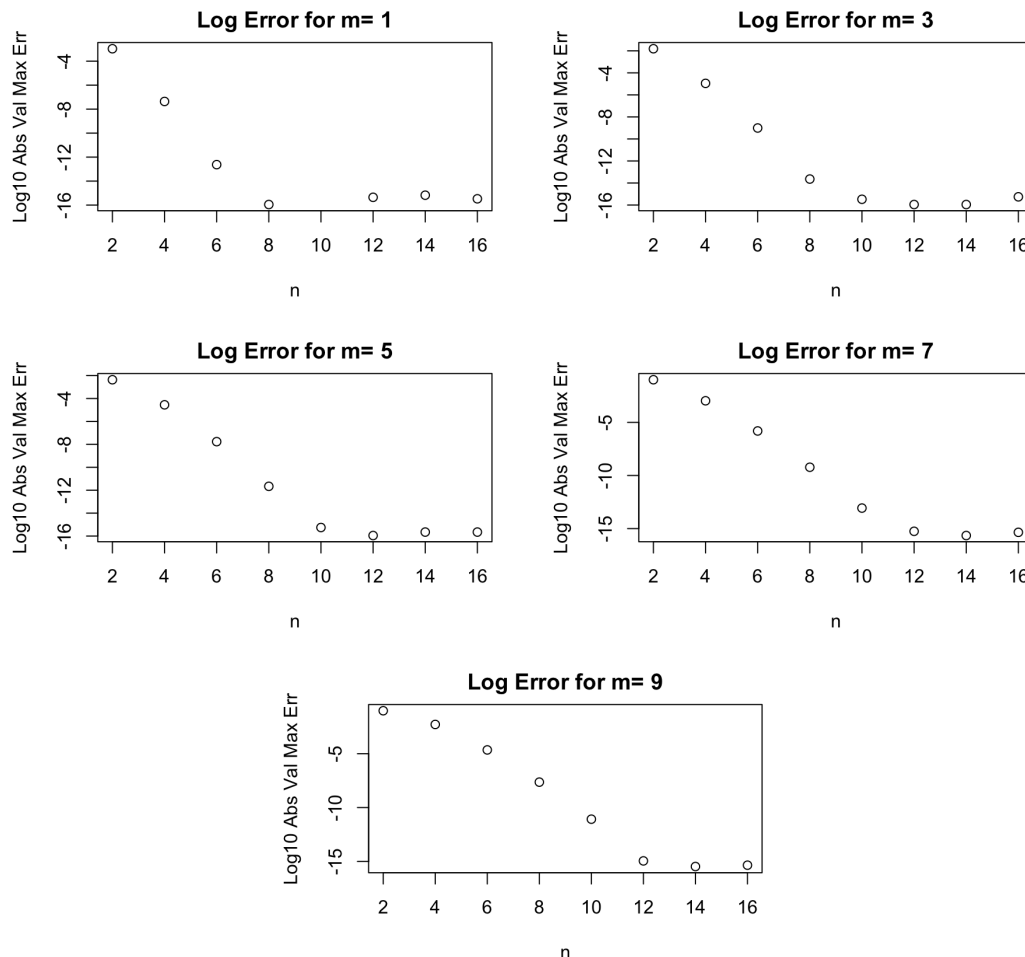 Log Error for m= 1
Log10 Abs Val Max Err
-4
-8
-12
-16
2 4 6 8 10 12 14 16
n
Log Error for m= 3
Log10 Abs Val Max Err
-4
-8
-12
-16
2 4 6 8 10 12 14 16
n
Log Error for m= 5
Log10 Abs Val Max Err
-4
-8
-12
-16
2 4 6 8 10 12 14 16
n
Log Error for m= 7
Log10 Abs Val Max Err
-5
-10
-15
2 4 6 8 10 12 14 16
n
Log Error for m= 9
Log10 Abs Val Max Err
-5
-10
-15
2 4 6 8 10 12 14 16
n